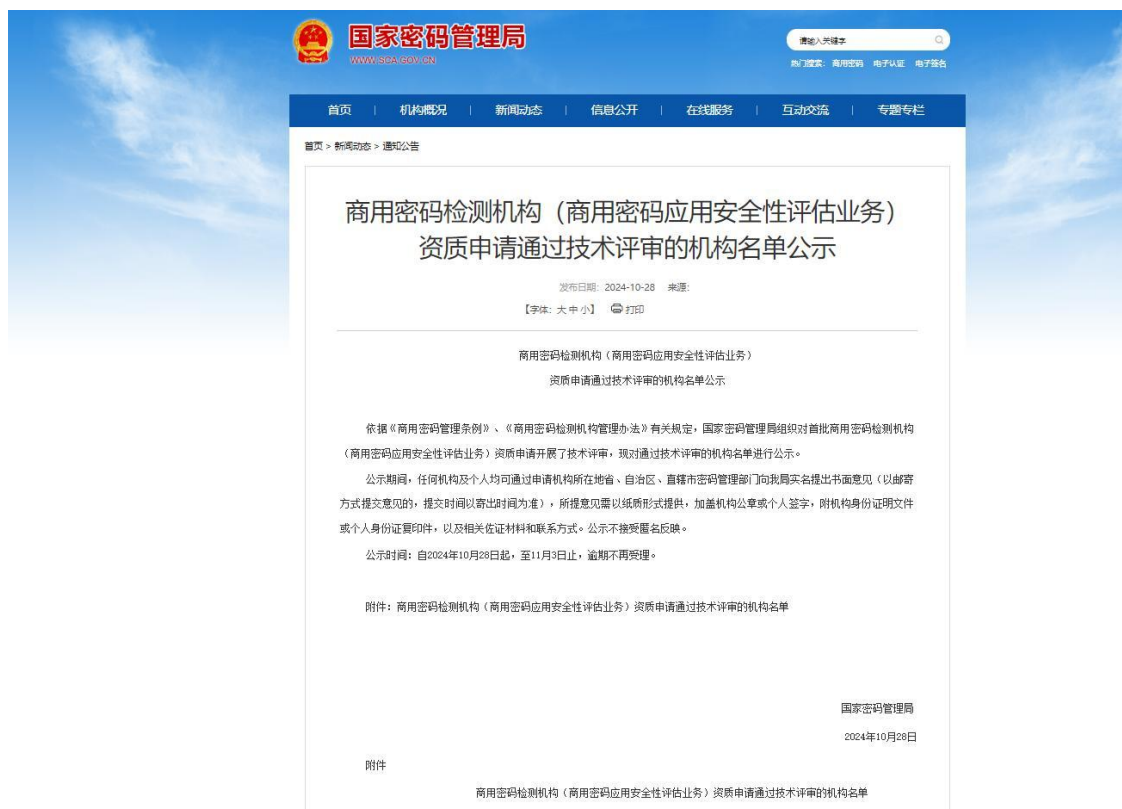 国家密码管理局
WWW.SCA.GOV.CN
请输入关键字
热门搜索: 商用密码 电子认证 电子签名
首页 | 机构概况 | 新闻动态 | 信息公开 | 在线服务 | 互动交流 | 专题专栏
首页 > 新闻动态 > 通知公告
商用密码检测机构（商用密码应用安全性评估业务）
资质申请通过技术评审的机构名单公示
发布日期: 2024-10-28 来源:
【字体: 大 中 小】 打印
商用密码检测机构（商用密码应用安全性评估业务）
资质申请通过技术评审的机构名单公示
依据《商用密码管理条例》、《商用密码检测机构管理办法》有关规定，国家密码管理局组织对首批商用密码检测机构
（商用密码应用安全性评估业务）资质申请开展了技术评审，现对通过技术评审的机构名单进行公示。
公示期间，任何机构及个人均可通过申请机构所在地省、自治区、直辖市密码管理部门向我局实名提出书面意见（以邮寄
方式提交意见的，提交时间以寄出时间为准），所提意见需以纸质形式提供，加盖机构公章或个人签字，附机构身份证明文件
或个人身份证复印件，以及相关佐证材料和联系方式。公示不接受匿名反映。
公示时间：自2024年10月28日起，至11月3日止，逾期不再受理。
附件：商用密码检测机构（商用密码应用安全性评估业务）资质申请通过技术评审的机构名单
国家密码管理局
2024年10月28日
附件
商用密码检测机构（商用密码应用安全性评估业务）资质申请通过技术评审的机构名单